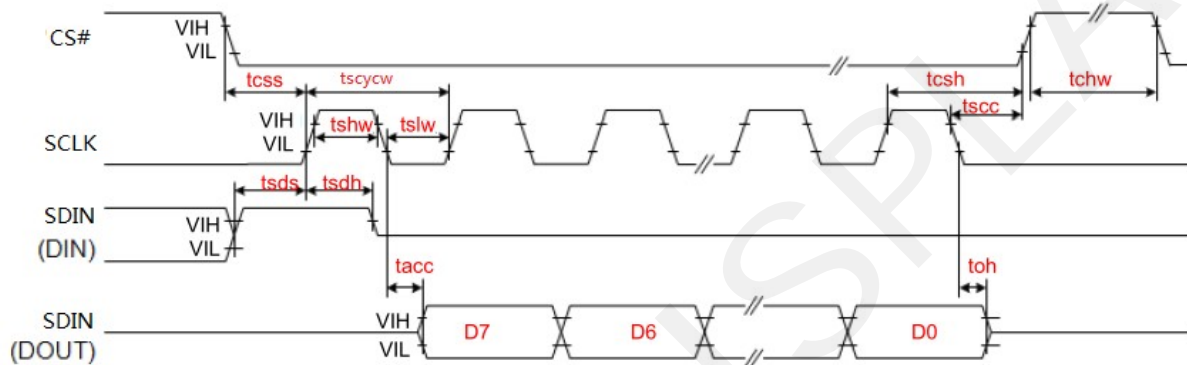 CS#
VIH
VIL
tcss
tscycw
tcsh
tchw
tscc
SCLK
VIH
VIL
tshw
tslw
tsds
tsdh
SDIN
(DIN)
VIH
VIL
tacc
toh
SDIN
(DOUT)
VIH
VIL
D7
D6
D0